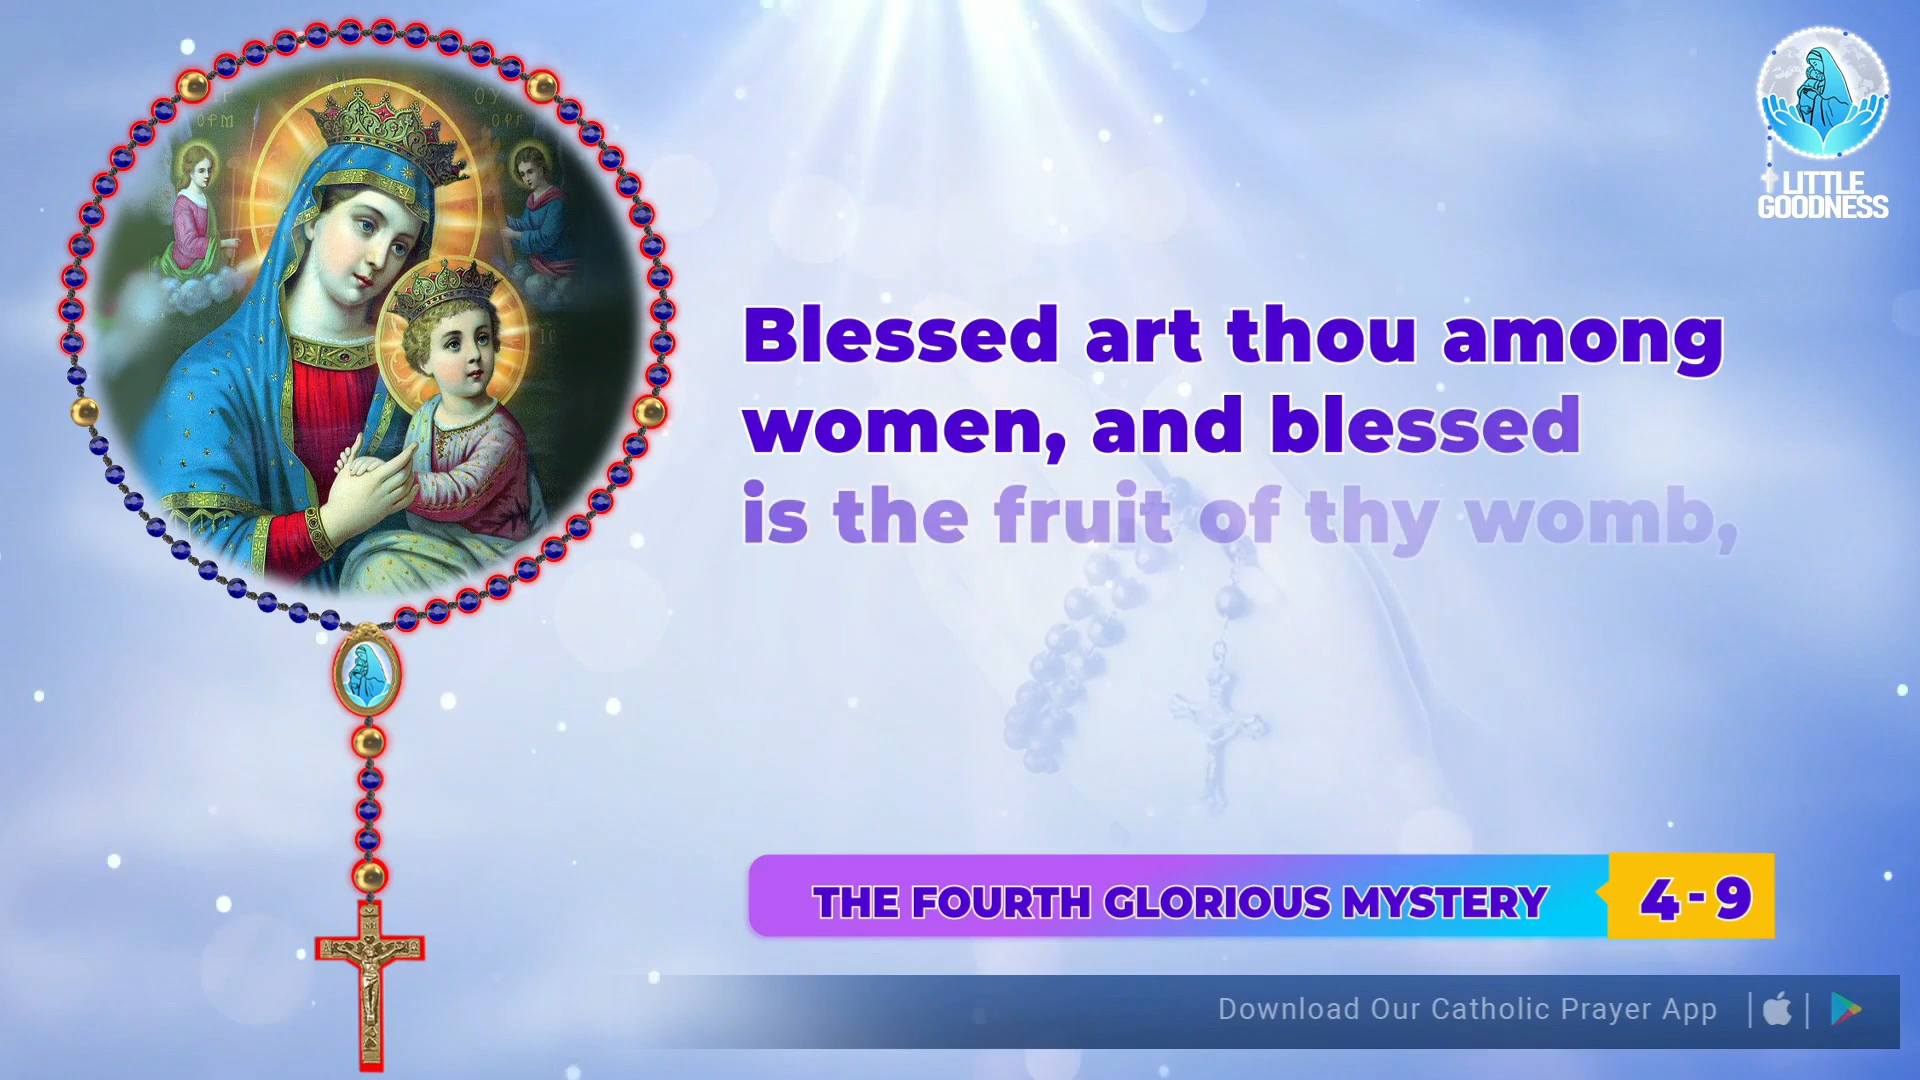 LITTLE
GOODNESS
Blessed art thou among
women, and blessed
is the fruit of thy womb,
THE FOURTH GLORIOUS MYSTERY
4-9
Download Our Catholic Prayer App